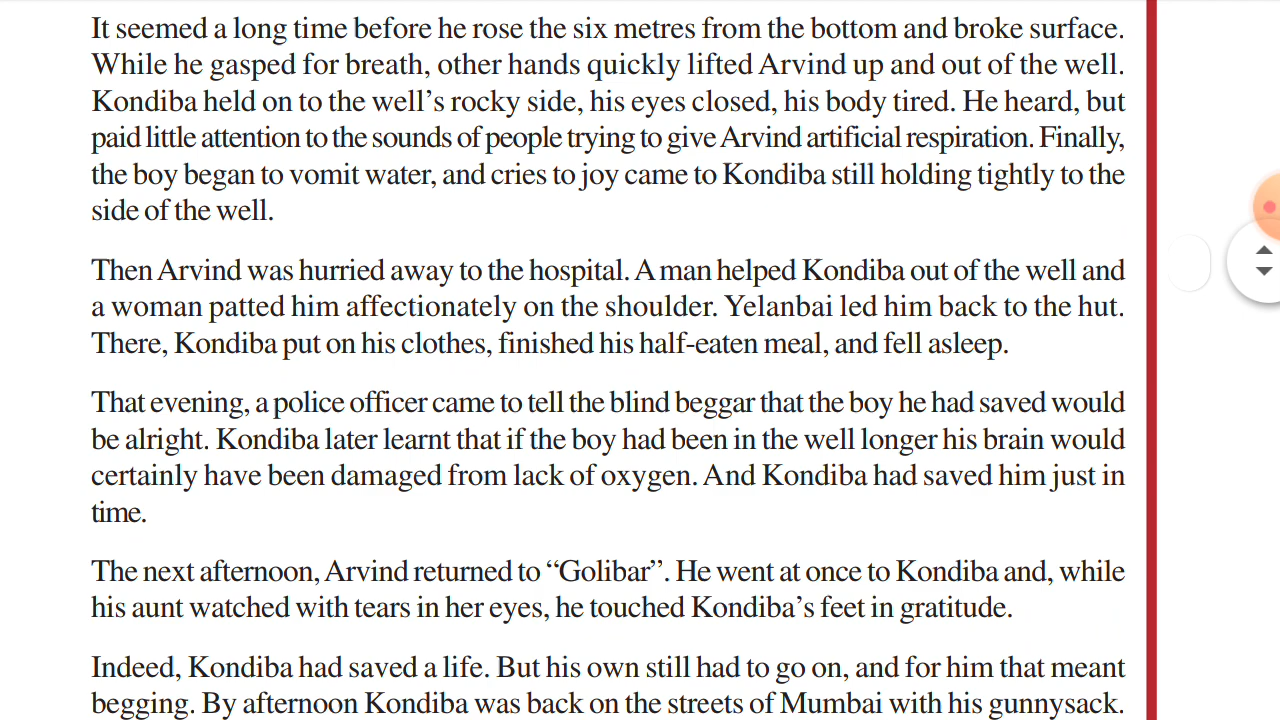 It seemed a long time before he rose the six metres from the bottom and broke surface.
While he gasped for breath, other hands quickly lifted Arvind up and out of the well.
Kondiba held on to the well’s rocky side, his eyes closed, his body tired. He heard, but
paid little attention to the sounds of people trying to give Arvind artificial respiration. Finally,
the boy began to vomit water, and cries to joy came to Kondiba still holding tightly to the
side of the well.
Then Arvind was hurried away to the hospital. A man helped Kondiba out of the well and
a woman patted him affectionately on the shoulder. Yelanbai led him back to the hut.
There, Kondiba put on his clothes, finished his half-eaten meal, and fell asleep.
That evening, a police officer came to tell the blind beggar that the boy he had saved would
be alright. Kondiba later learnt that if the boy had been in the well longer his brain would
certainly have been damaged from lack of oxygen. And Kondiba had saved him just in
time.
The next afternoon, Arvind returned to “Golibar”. He went at once to Kondiba and, while
his aunt watched with tears in her eyes, he touched Kondiba’s feet in gratitude.
Indeed, Kondiba had saved a life. But his own still had to go on, and for him that meant
begging. By afternoon Kondiba was back on the streets of Mumbai with his gunnysack.